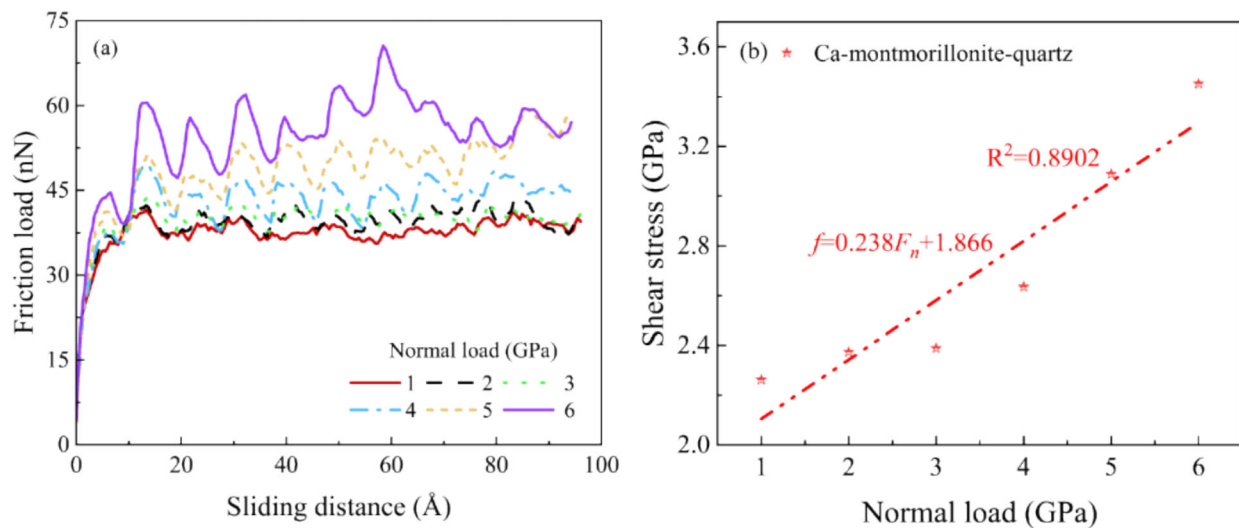 (a)
Friction load (nN)
75
60
45
30
15
0
0 20 40 60 80 100
Sliding distance (Å)
Normal load (GPa)
1 2 3
4 5 6
(b)
Ca-montmorillonite-quartz
Shear stress (GPa)
3.6
3.2
2.8
2.4
2.0
R²=0.8902
f=0.238Fₙ+1.866
1 2 3 4 5 6
Normal load (GPa)